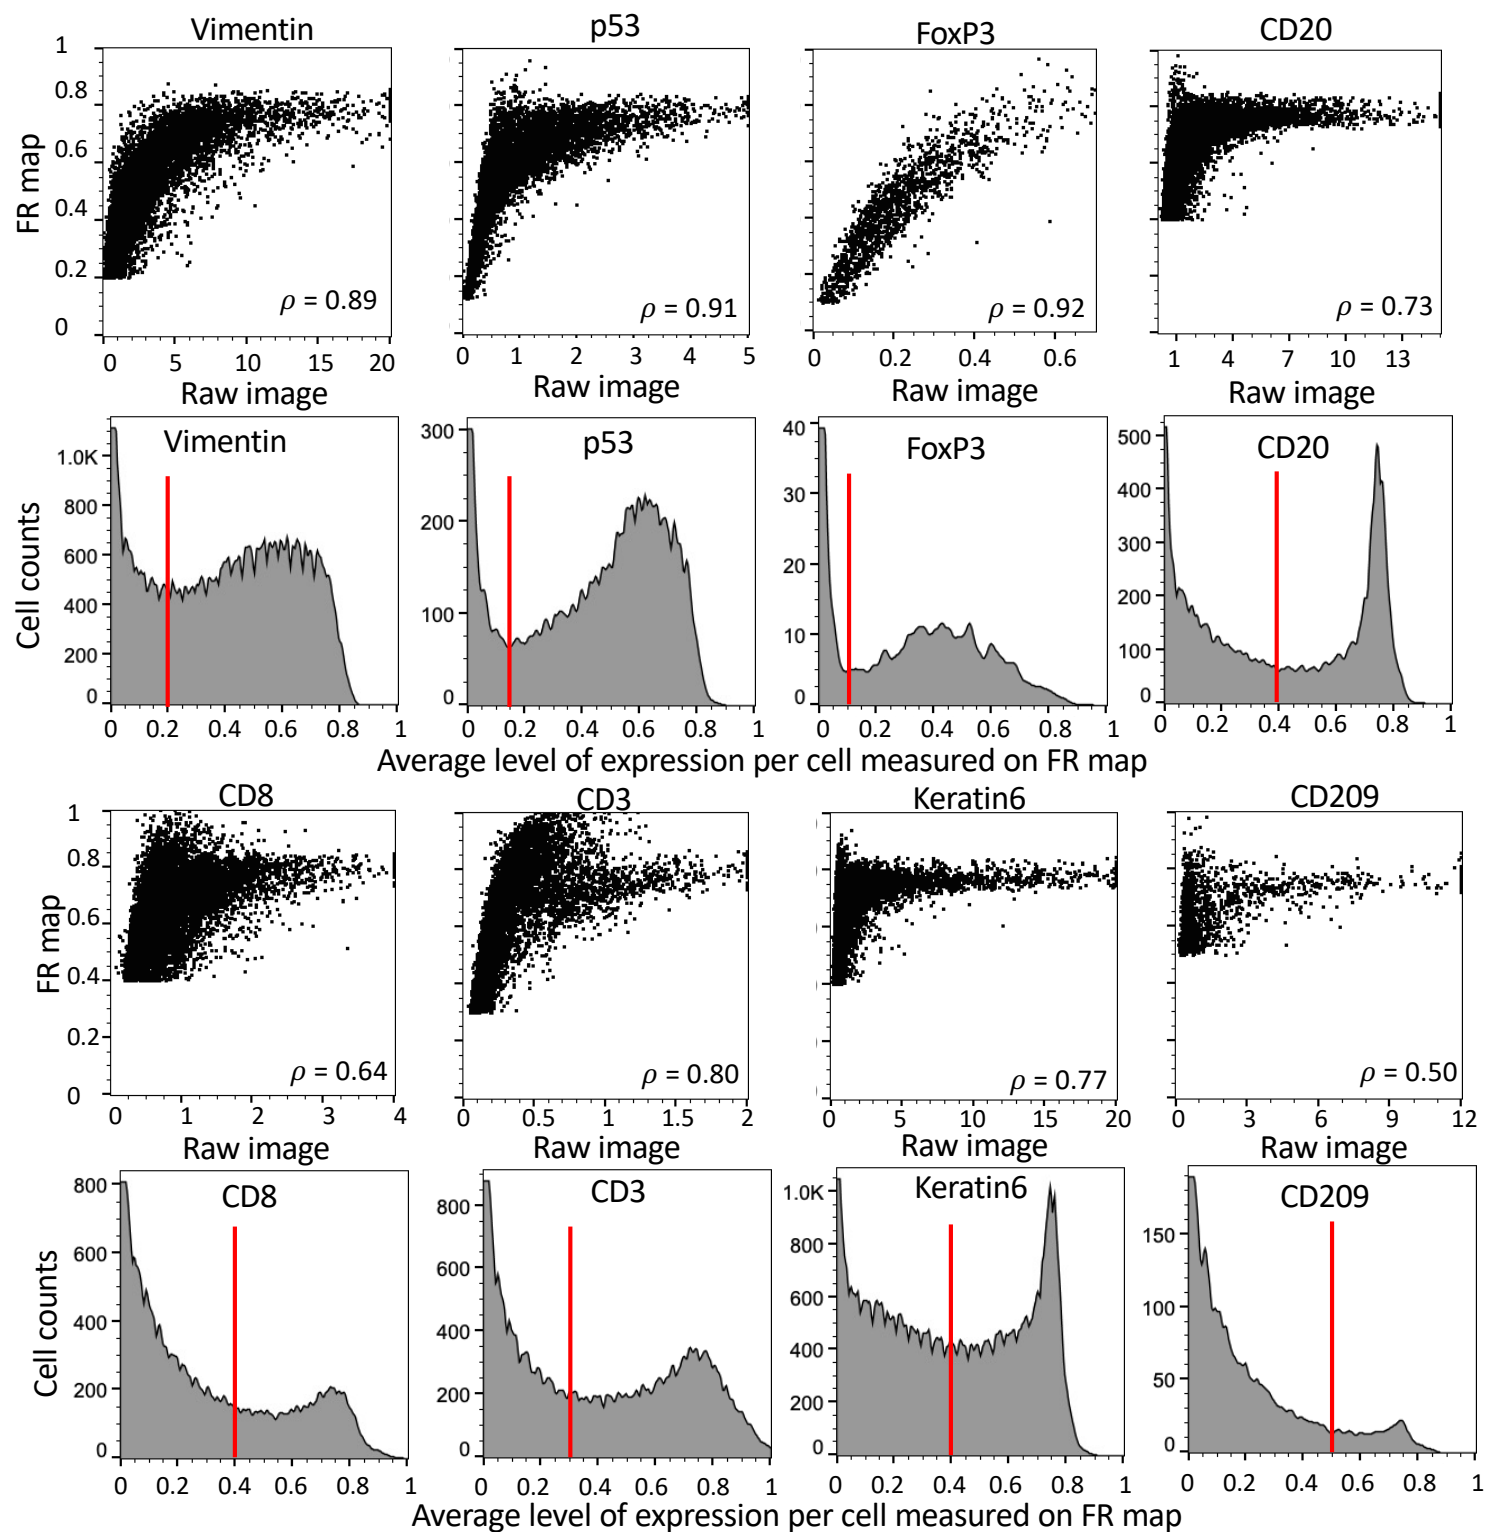 Vimentin p53 FoxP3 CD20
FR map
1
0.8
0.6
0.4
0.2
0
ρ = 0.89 ρ = 0.91 ρ = 0.92 ρ = 0.73
0 5 10 15 20 0 1 2 3 4 5 0 0.2 0.4 0.6 1 4 7 10 13
Raw image Raw image Raw image Raw image
Cell counts
Vimentin p53 FoxP3 CD20
1.0K 800 600 400 200 0
300 200 100 0
40 30 20 10 0
500 400 300 200 100 0
0 0.2 0.4 0.6 0.8 1 0 0.2 0.4 0.6 0.8 1 0 0.2 0.4 0.6 0.8 1 0 0.2 0.4 0.6 0.8 1
Average level of expression per cell measured on FR map
CD8 CD3 Keratin6 CD209
FR map
1
0.8
0.6
0.4
0.2
0
ρ = 0.64 ρ = 0.80 ρ = 0.77 ρ = 0.50
0 1 2 3 4 0 0.5 1 1.5 2 0 5 10 15 20 0 3 6 9 12
Raw image Raw image Raw image Raw image
Cell counts
CD8 CD3 Keratin6 CD209
800 600 400 200 0
800 600 400 200 0
1.0K 800 600 400 200 0
150 100 50 0
0 0.2 0.4 0.6 0.8 1 0 0.2 0.4 0.6 0.8 1 0 0.2 0.4 0.6 0.8 1 0 0.2 0.4 0.6 0.8 1
Average level of expression per cell measured on FR map